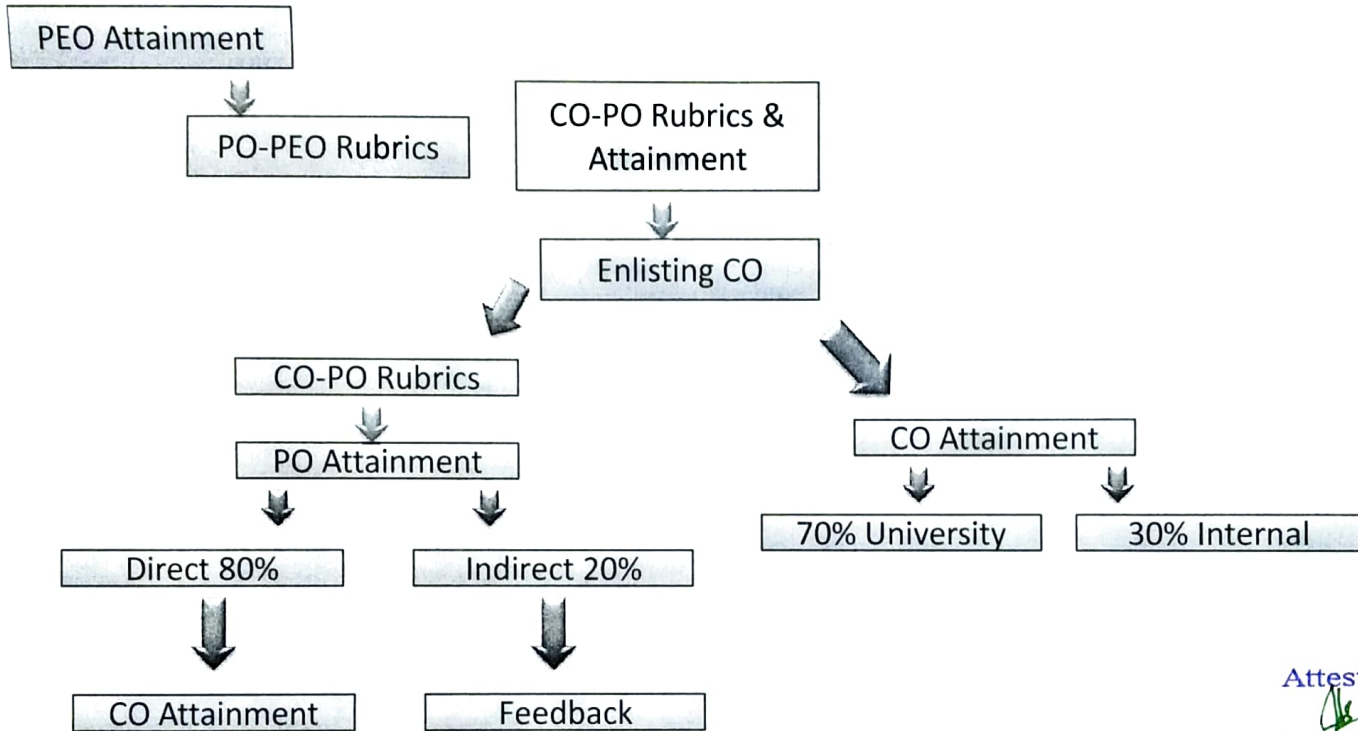 PEO Attainment
PO-PEO Rubrics
CO-PO Rubrics &
Attainment
Enlisting CO
CO-PO Rubrics
PO Attainment
CO Attainment
70% University
30% Internal
Direct 80%
Indirect 20%
CO Attainment
Feedback
Attes